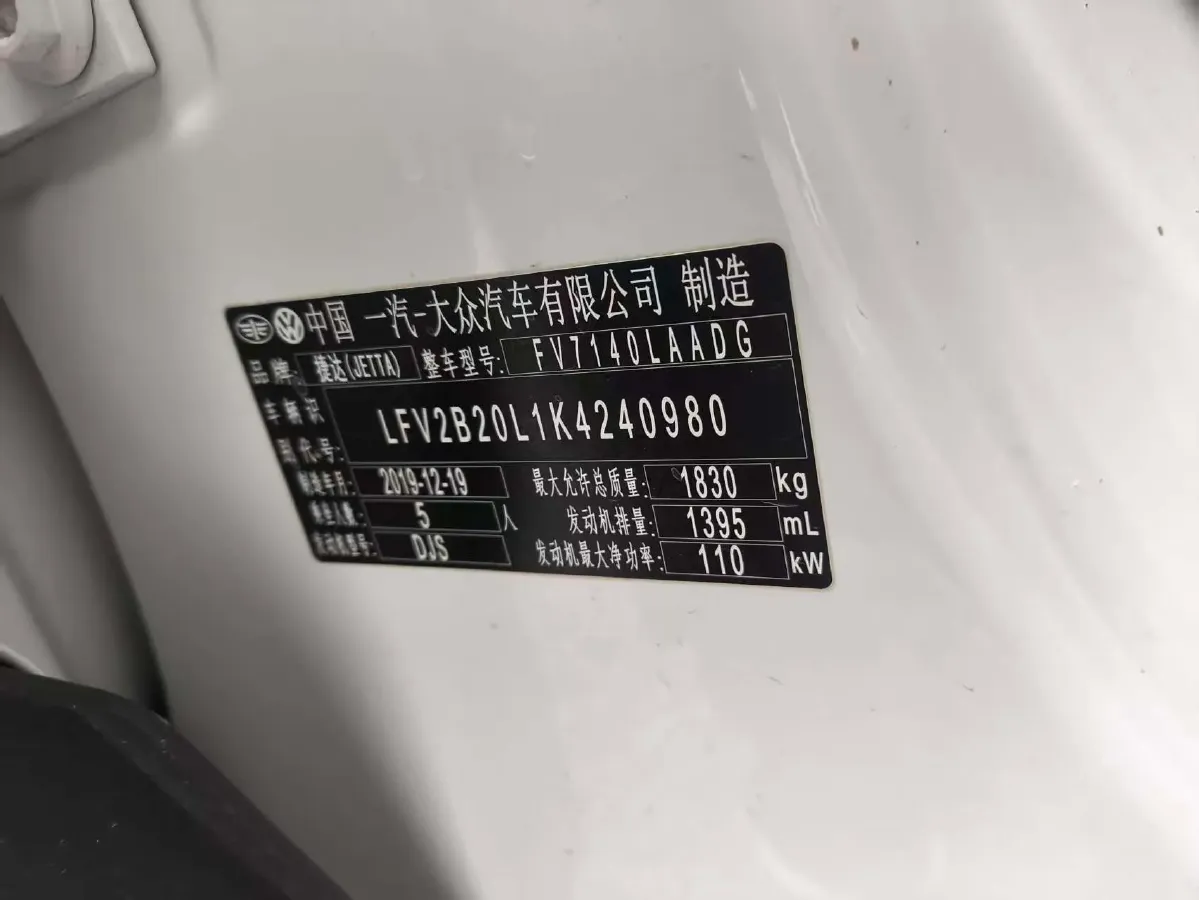 中国 一汽-大众汽车有限公司 制造
品牌: 捷达(JETTA) 整车型号: FV7140LAADG
车辆识别代号: LFV2B20L1K4240980
制造年月: 2019-12-19 最大允许总质量: 1830 kg
乘坐人数: 5 人 发动机排量: 1395 mL
发动机型号: DJS 发动机最大净功率: 110 kW